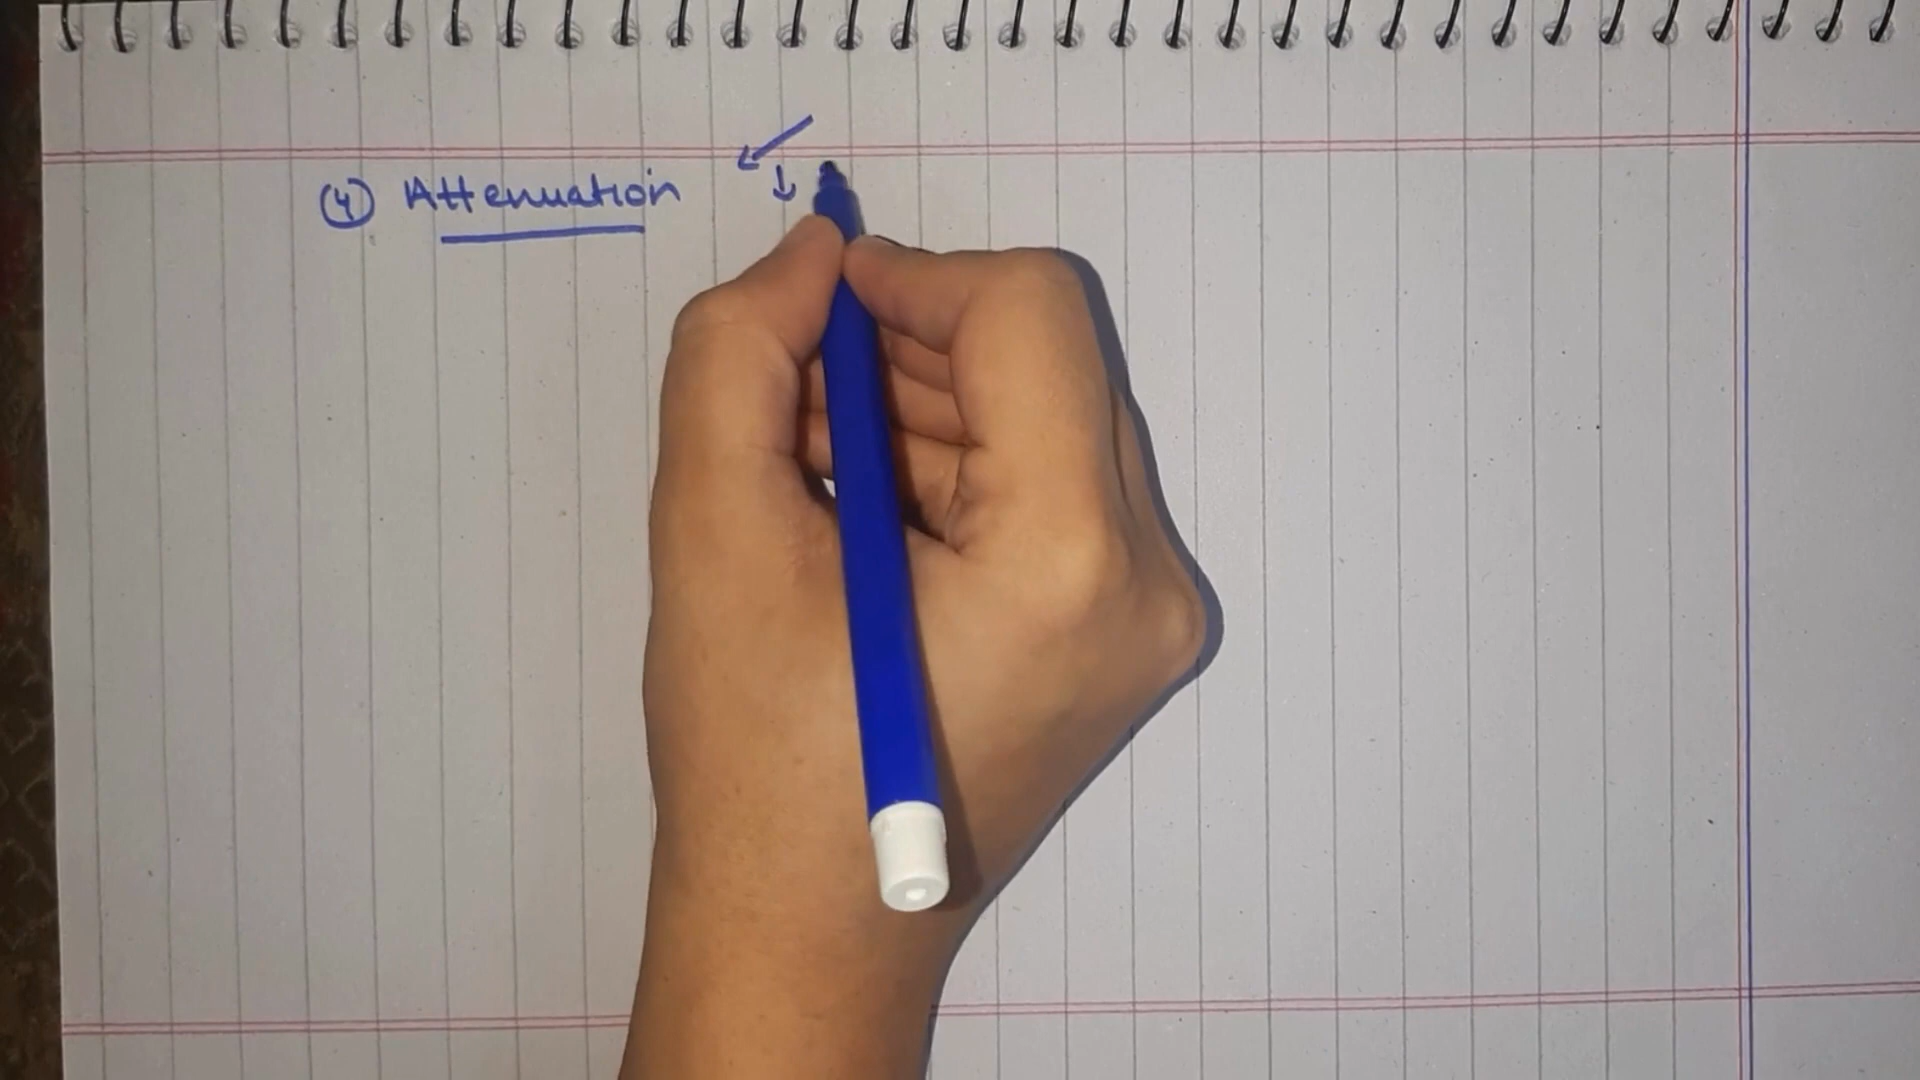 (4) Attenuation ↙ ↓